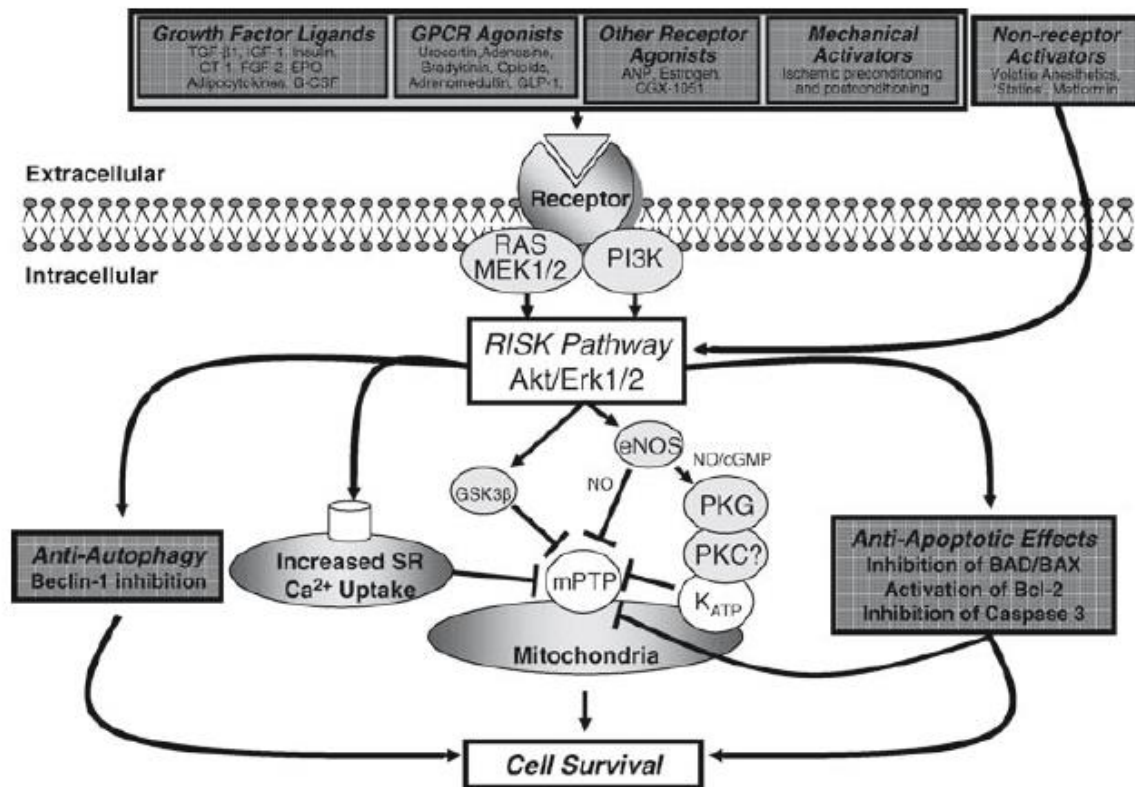 Growth Factor Ligands
TGF-β1, IGF-1, Insulin,
CT-1, FGF-2, EPO,
Adipocytokines, G-CSF
GPCR Agonists
Urocortin, Adenosine,
Bradykinin, Opioids,
Adrenomedullin, GLP-1,
Other Receptor
Agonists
ANP, Estrogen,
CGX-1051
Mechanical
Activators
Ischemic preconditioning
and postconditioning
Non-receptor
Activators
Volatile Anesthetics,
'Statins', Metformin
Extracellular
Receptor
Intracellular
RAS
MEK1/2
PI3K
RISK Pathway
Akt/Erk1/2
eNOS
NO/cGMP
GSK3β
NO
PKG
PKC?
KATP
Anti-Autophagy
Beclin-1 inhibition
Increased SR
Ca²⁺ Uptake
mPTP
Mitochondria
Anti-Apoptotic Effects
Inhibition of BAD/BAX
Activation of Bcl-2
Inhibition of Caspase 3
Cell Survival